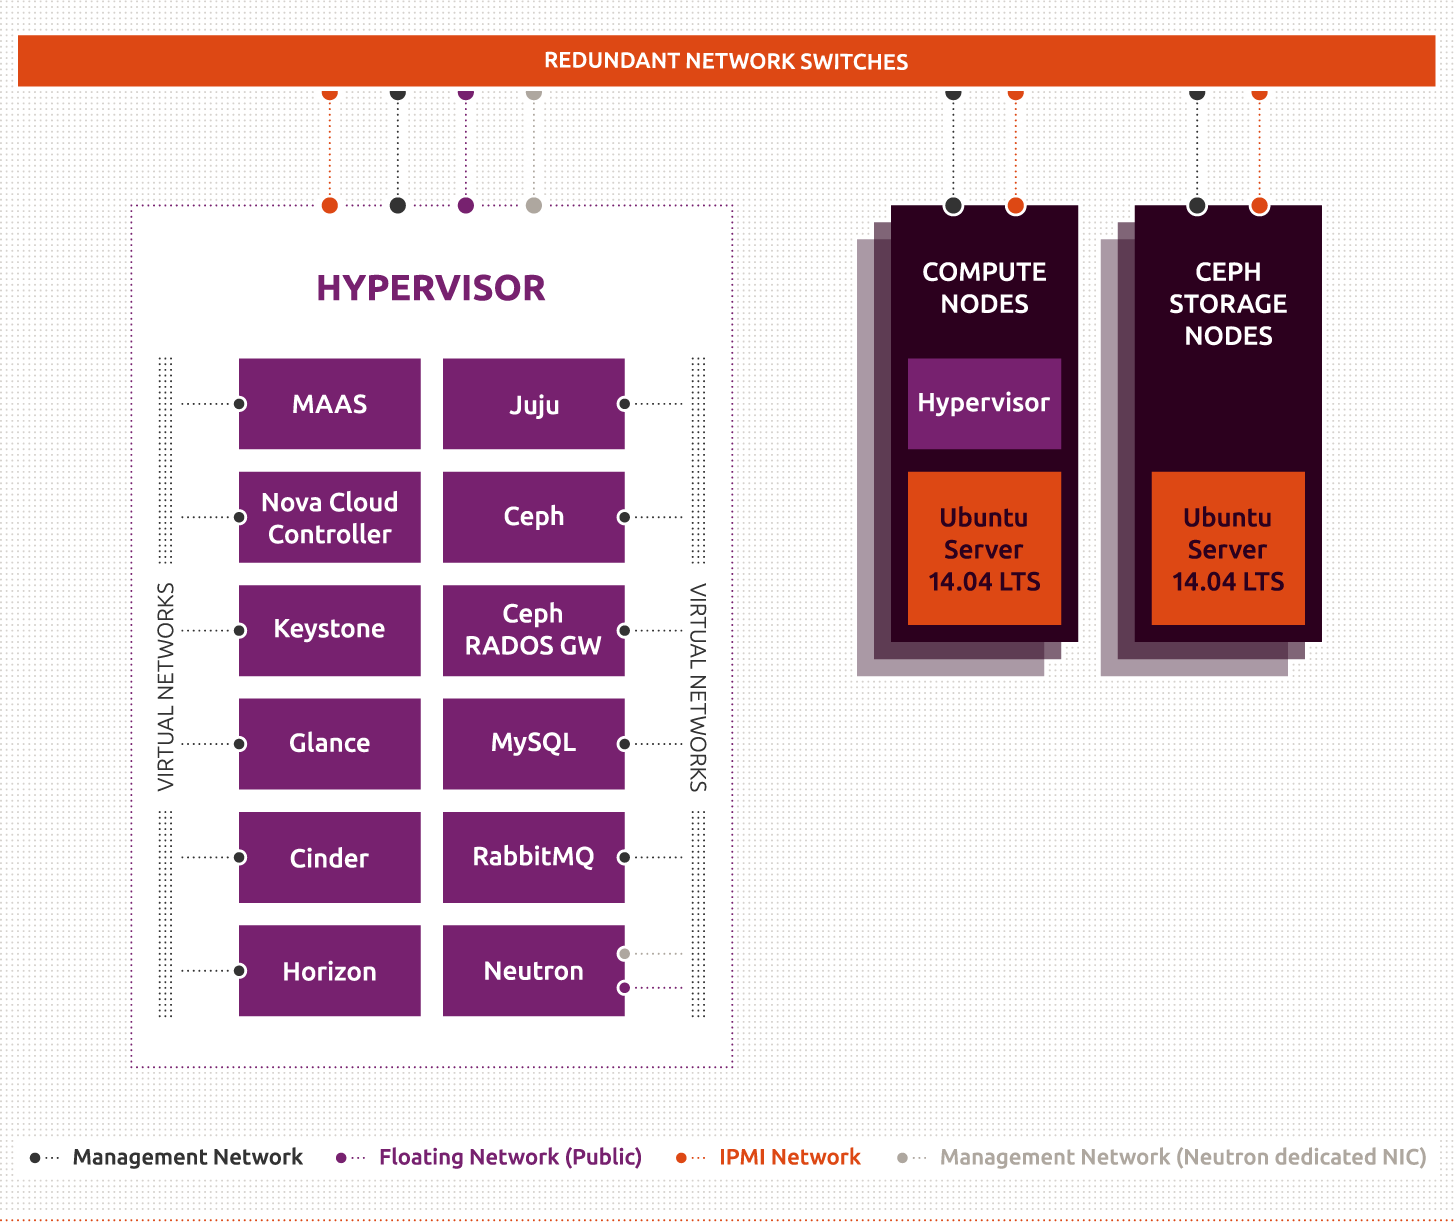 REDUNDANT NETWORK SWITCHES
HYPERVISOR
VIRTUAL NETWORKS
MAAS
Juju
Nova Cloud
Controller
Ceph
Keystone
Ceph
RADOS GW
Glance
MySQL
Cinder
RabbitMQ
Horizon
Neutron
VIRTUAL NETWORKS
COMPUTE
NODES
Hypervisor
Ubuntu
Server
14.04 LTS
CEPH
STORAGE
NODES
Ubuntu
Server
14.04 LTS
Management Network
Floating Network (Public)
IPMI Network
Management Network (Neutron dedicated NIC)